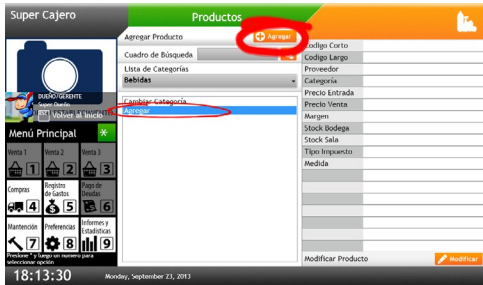 Super Cajero
Productos
Agregar Producto
Agregar
Cuadro de Búsqueda
Lista de Categorías
Bebidas
Cambiar Categoría
Agregar
Codigo Corto
Codigo Largo
Proveedor
Categoria
Precio Entrada
Precio Venta
Margen
Stock Bodega
Stock Sala
Tipo Impuesto
Medida
Modificar Producto
Modificar
DUEÑO/GERENTE
Super Dueño
Volver al Inicio
Menú Principal *
Venta 1 Venta 2 Venta 3
1 2 3
Compras Registro de Gastos Pago de Deudas
4 5 6
Mantención Preferencias Informes y Estadísticas
7 8 9
Presione * y luego un numero para
seleccionar opción
18:13:30
Monday, September 23, 2013